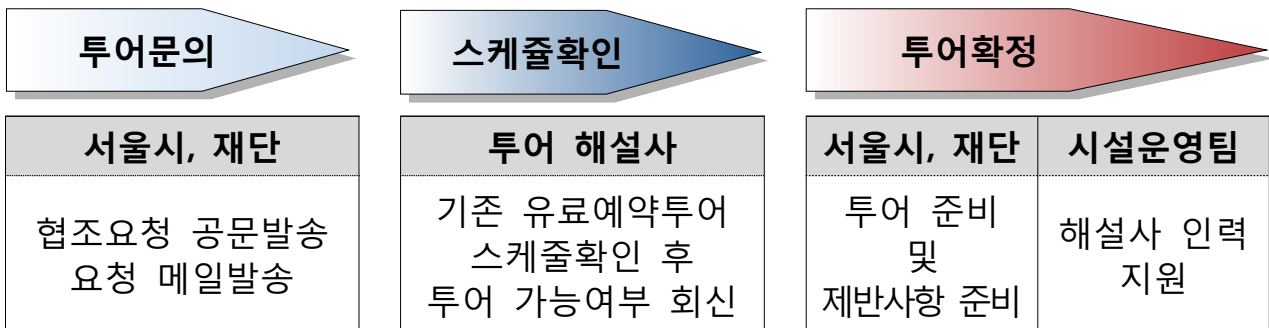 투어문의
스케쥴확인
투어확정
서울시, 재단
협조요청 공문발송
요청 메일발송
투어 해설사
기존 유료예약투어
스케쥴확인 후
투어 가능여부 회신
서울시, 재단
투어 준비
및
제반사항 준비
시설운영팀
해설사 인력
지원